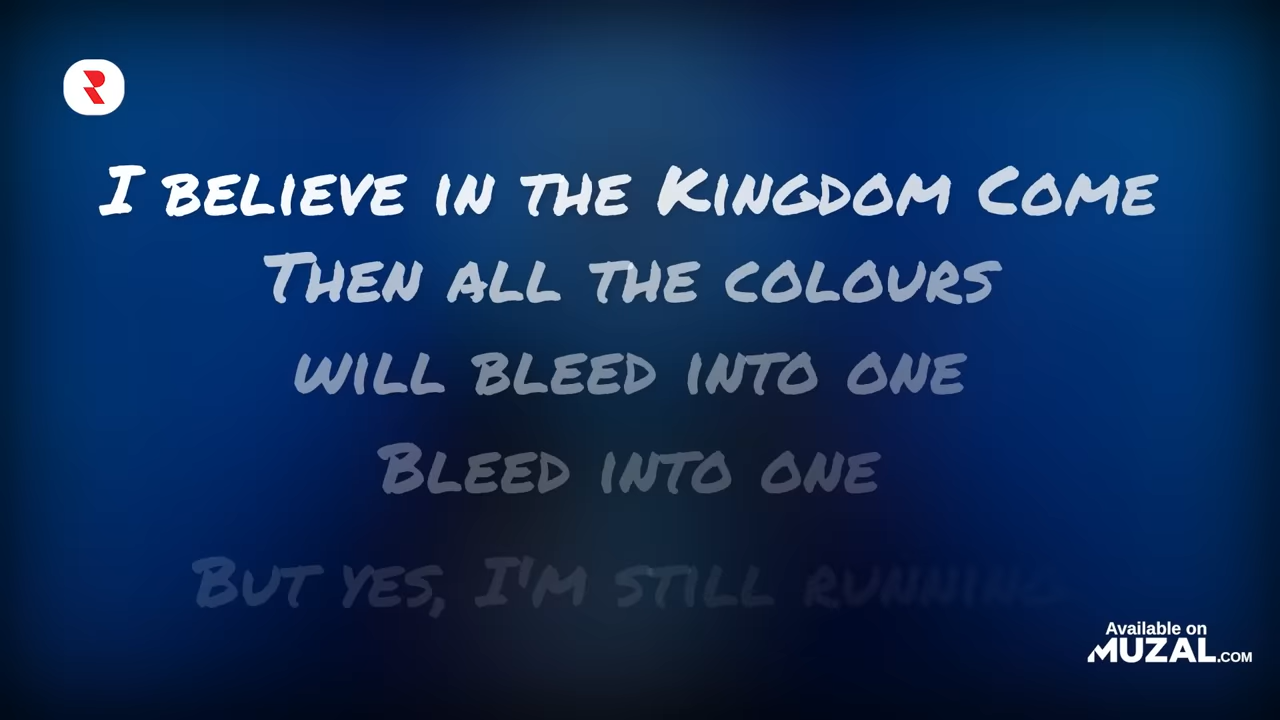 I believe in the Kingdom Come
Then all the colours
will bleed into one
Bleed into one
But yes, I'm still running
Available on
MUZAL.COM